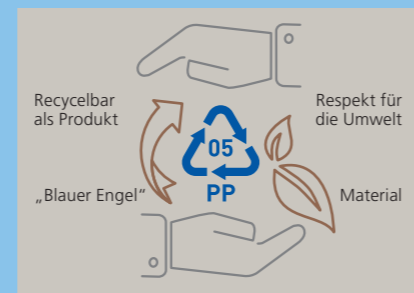 Recycelbar
als Produkt
Respekt für
die Umwelt
05
PP
„Blauer Engel“
Material